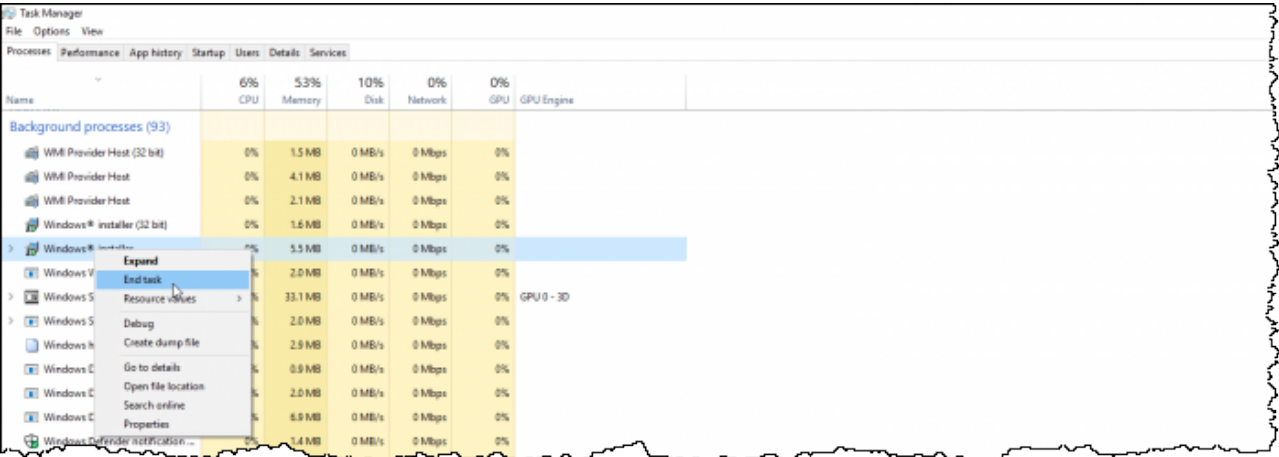 Task Manager
File Options View
Processes Performance App history Startup Users Details Services
6% 53% 10% 0% 0%
Name CPU Memory Disk Network GPU GPU Engine
Background processes (93)
WMI Provider Host (32 bit) 0% 1.5 MB 0 MB/s 0 Mbps 0%
WMI Provider Host 0% 4.1 MB 0 MB/s 0 Mbps 0%
WMI Provider Host 0% 2.1 MB 0 MB/s 0 Mbps 0%
Windows® installer (32 bit) 0% 1.6 MB 0 MB/s 0 Mbps 0%
Windows® installer 0% 5.5 MB 0 MB/s 0 Mbps 0%
Expand
End task
Resource values
Debug
Create dump file
Go to details
Open file location
Search online
Properties
Windows % 2.0 MB 0 MB/s 0 Mbps 0%
Windows S % 33.1 MB 0 MB/s 0 Mbps 0% GPU 0 - 3D
Windows S % 2.0 MB 0 MB/s 0 Mbps 0%
Windows h % 2.9 MB 0 MB/s 0 Mbps 0%
Windows D % 0.9 MB 0 MB/s 0 Mbps 0%
Windows D % 2.0 MB 0 MB/s 0 Mbps 0%
Windows D % 6.9 MB 0 MB/s 0 Mbps 0%
Windows Defender notification ... 0% 1.4 MB 0 MB/s 0 Mbps 0%